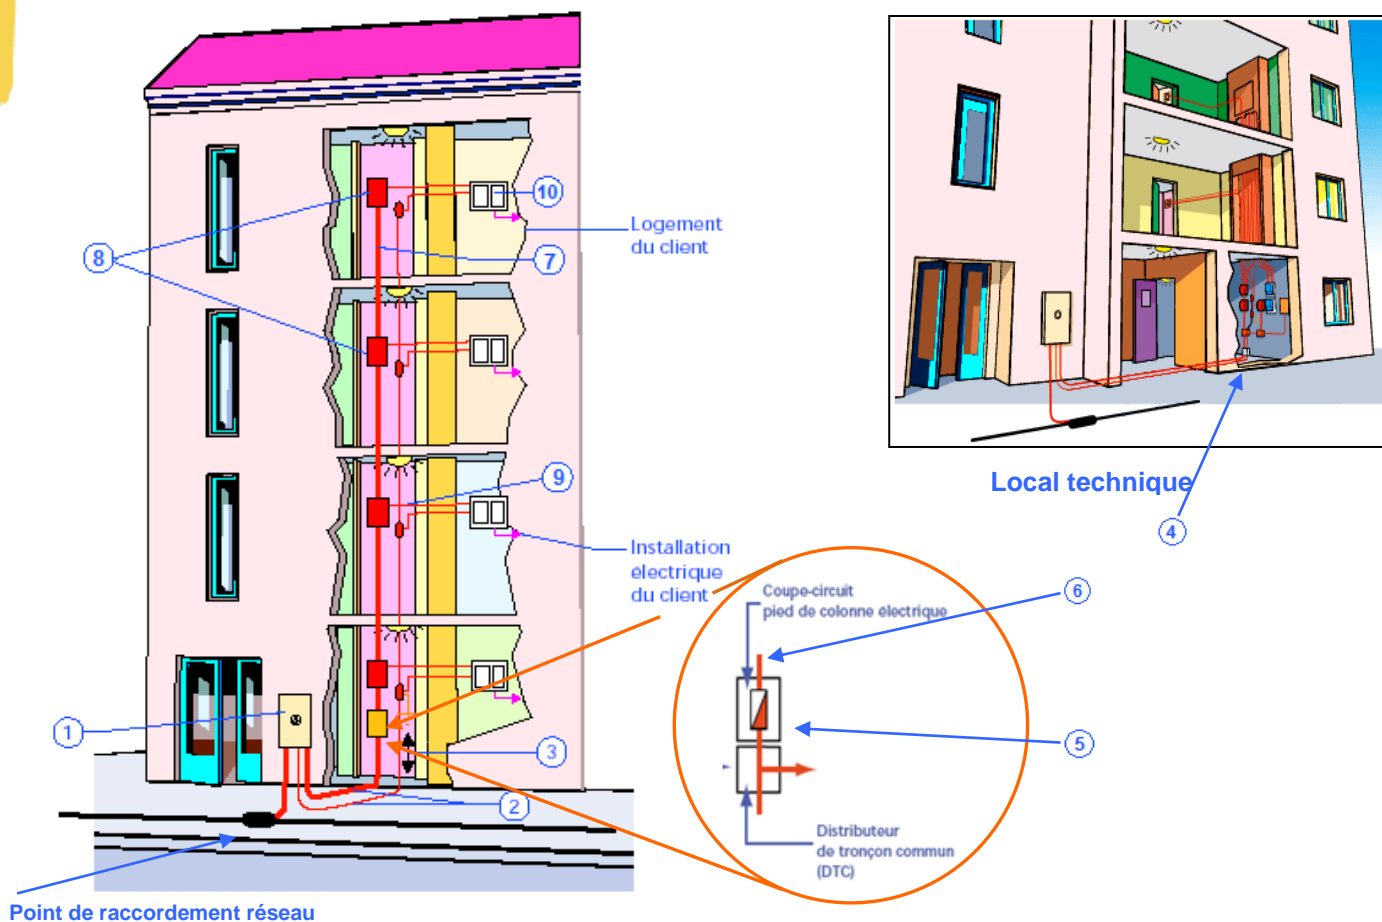 10
Logement
du client
8
7
9
Installation
électrique
du client
1
3
2
Point de raccordement réseau
Local technique
4
Coupe-circuit
pied de colonne électrique
6
5
Distributeur
de tronçon commun
(DTC)